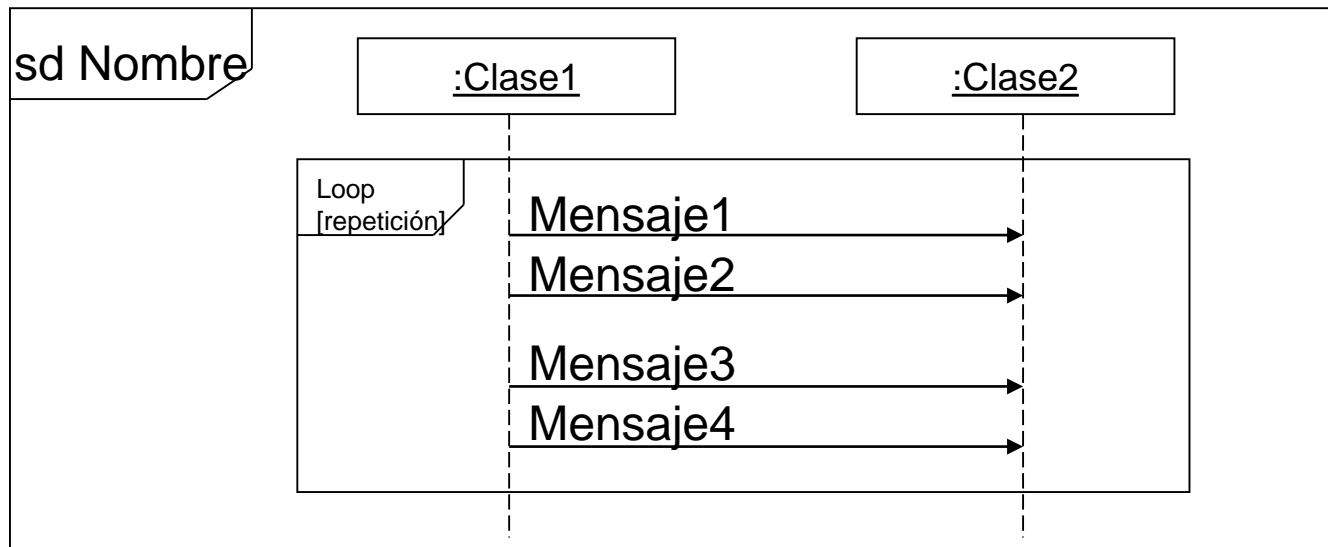 sd Nombre
:Clase1
:Clase2
Loop
[repetición]
Mensaje1
Mensaje2
Mensaje3
Mensaje4